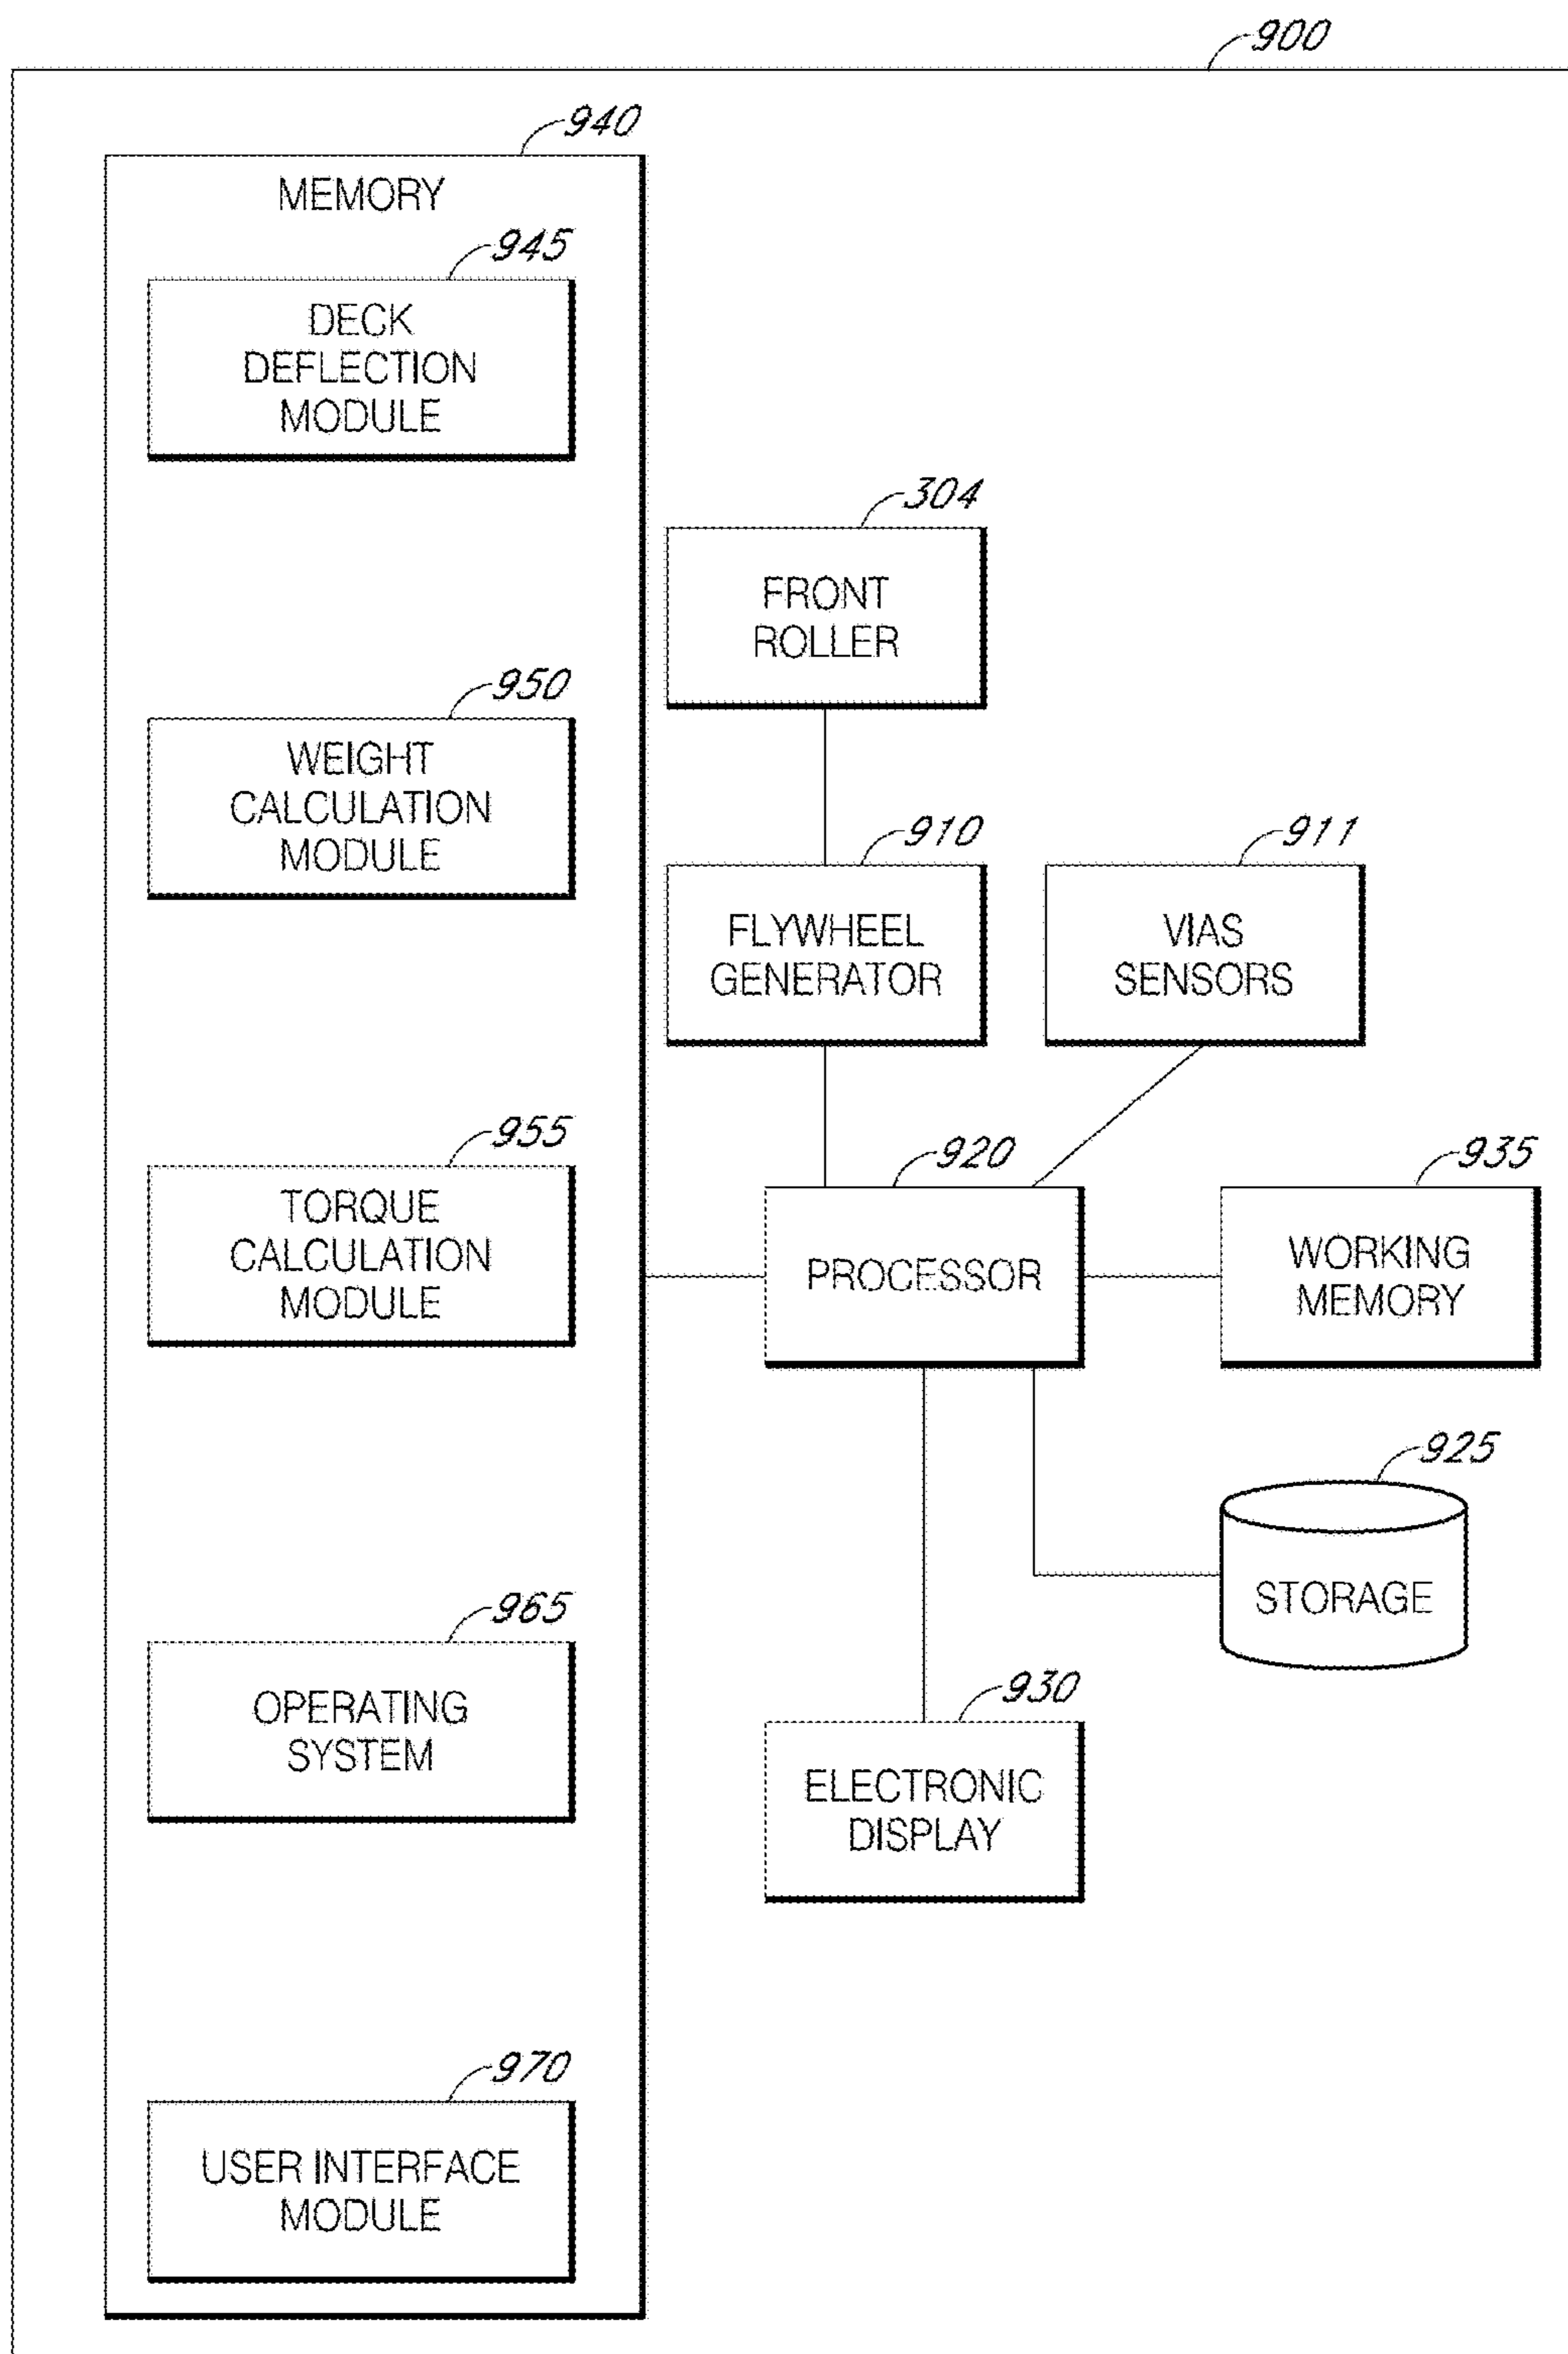 900
940
MEMORY
945
DECK
DEFLECTION
MODULE
304
FRONT
ROLLER
950
WEIGHT
CALCULATION
MODULE
910
FLYWHEEL
GENERATOR
911
VIAS
SENSORS
955
TORQUE
CALCULATION
MODULE
920
PROCESSOR
935
WORKING
MEMORY
925
STORAGE
965
OPERATING
SYSTEM
930
ELECTRONIC
DISPLAY
970
USER INTERFACE
MODULE